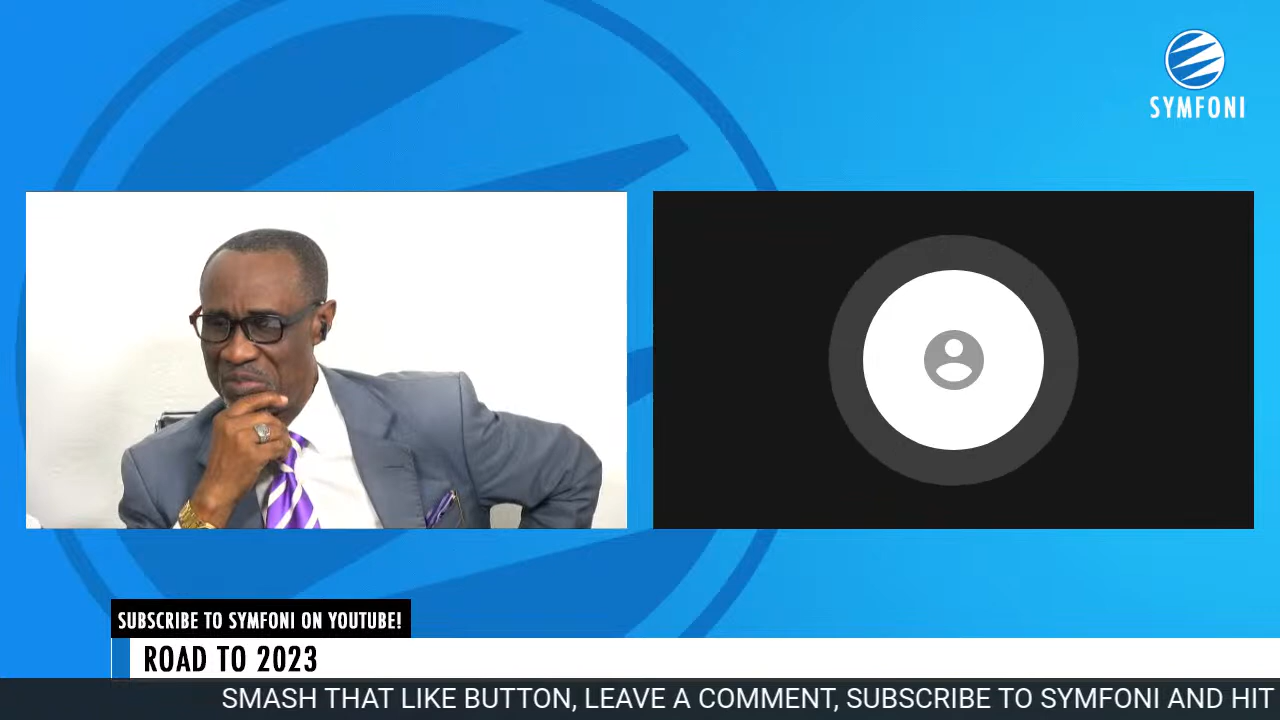 SYMFONI
SUBSCRIBE TO SYMFONI ON YOUTUBE!
ROAD TO 2023
SMASH THAT LIKE BUTTON, LEAVE A COMMENT, SUBSCRIBE TO SYMFONI AND HIT